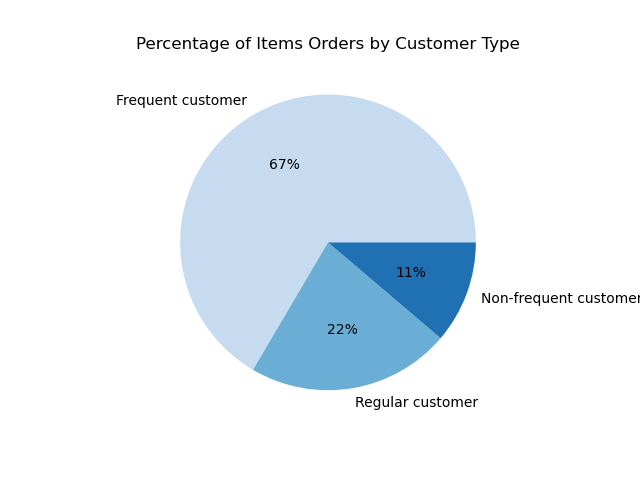 Percentage of Items Orders by Customer Type
Frequent customer
67%
11%
Non-frequent customer
22%
Regular customer